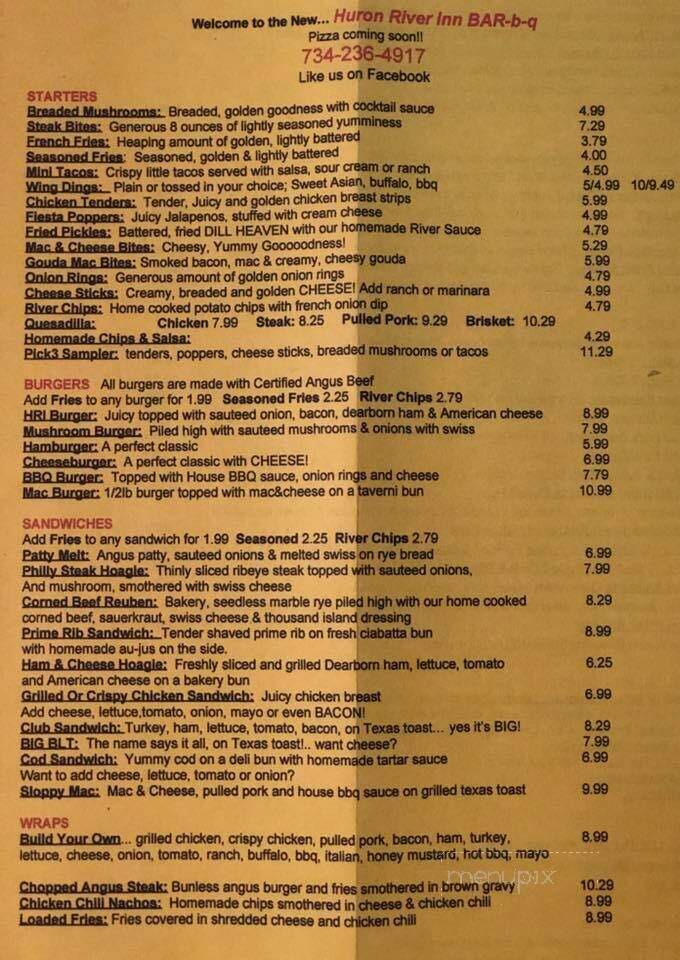 Welcome to the New... Huron River Inn BAR-b-q
Pizza coming soon!!
734-236-4917
Like us on Facebook
STARTERS
Breaded Mushrooms: Breaded, golden goodness with cocktail sauce 4.99
Steak Bites: Generous 8 ounces of lightly seasoned yumminess 7.29
French Fries: Heaping amount of golden, lightly battered 3.79
Seasoned Fries: Seasoned, golden & lightly battered 4.00
Mini Tacos: Crispy little tacos served with salsa, sour cream or ranch 4.50
Wing Dings: Plain or tossed in your choice; Sweet Asian, buffalo, bbq 5/4.99 10/9.49
Chicken Tenders: Tender, Juicy and golden chicken breast strips 5.99
Fiesta Poppers: Juicy Jalapenos, stuffed with cream cheese 4.99
Fried Pickles: Battered, fried DILL HEAVEN with our homemade River Sauce 4.79
Mac & Cheese Bites: Cheesy, Yummy Gooooodness! 5.29
Gouda Mac Bites: Smoked bacon, mac & creamy, cheesy gouda 5.99
Onion Rings: Generous amount of golden onion rings 4.79
Cheese Sticks: Creamy, breaded and golden CHEESE! Add ranch or marinara 4.99
River Chips: Home cooked potato chips with french onion dip 4.79
Quesadilla: Chicken 7.99 Steak: 8.25 Pulled Pork: 9.29 Brisket: 10.29
Homemade Chips & Salsa: 4.29
Pick3 Sampler: tenders, poppers, cheese sticks, breaded mushrooms or tacos 11.29
BURGERS All burgers are made with Certified Angus Beef
Add Fries to any burger for 1.99 Seasoned Fries 2.25 River Chips 2.79
HRI Burger: Juicy topped with sauteed onion, bacon, dearborn ham & American cheese 8.99
Mushroom Burger: Piled high with sauteed mushrooms & onions with swiss 7.99
Hamburger: A perfect classic 5.99
Cheeseburger: A perfect classic with CHEESE! 6.99
BBQ Burger: Topped with House BBQ sauce, onion rings and cheese 7.79
Mac Burger: 1/2lb burger topped with mac&cheese on a taverni bun 10.99
SANDWICHES
Add Fries to any sandwich for 1.99 Seasoned 2.25 River Chips 2.79
Patty Melt: Angus patty, sauteed onions & melted swiss on rye bread 6.99
Philly Steak Hoagie: Thinly sliced ribeye steak topped with sauteed onions, 7.99
And mushroom, smothered with swiss cheese
Corned Beef Reuben: Bakery, seedless marble rye piled high with our home cooked 8.29
corned beef, sauerkraut, swiss cheese & thousand island dressing
Prime Rib Sandwich: Tender shaved prime rib on fresh ciabatta bun 8.99
with homemade au-jus on the side.
Ham & Cheese Hoagie: Freshly sliced and grilled Dearborn ham, lettuce, tomato 6.25
and American cheese on a bakery bun
Grilled Or Crispy Chicken Sandwich: Juicy chicken breast 6.99
Add cheese, lettuce,tomato, onion, mayo or even BACON!
Club Sandwich: Turkey, ham, lettuce, tomato, bacon, on Texas toast... yes it's BIG! 8.29
BIG BLT: The name says it all, on Texas toast!.. want cheese? 7.99
Cod Sandwich: Yummy cod on a deli bun with homemade tartar sauce 6.99
Want to add cheese, lettuce, tomato or onion?
Sloppy Mac: Mac & Cheese, pulled pork and house bbq sauce on grilled texas toast 9.99
WRAPS
Build Your Own... grilled chicken, crispy chicken, pulled pork, bacon, ham, turkey, 8.99
lettuce, cheese, onion, tomato, ranch, buffalo, bbq, italian, honey mustard, hot bbq, mayo
menupix
Chopped Angus Steak: Bunless angus burger and fries smothered in brown gravy 10.29
Chicken Chili Nachos: Homemade chips smothered in cheese & chicken chili 8.99
Loaded Fries: Fries covered in shredded cheese and chicken chili 8.99